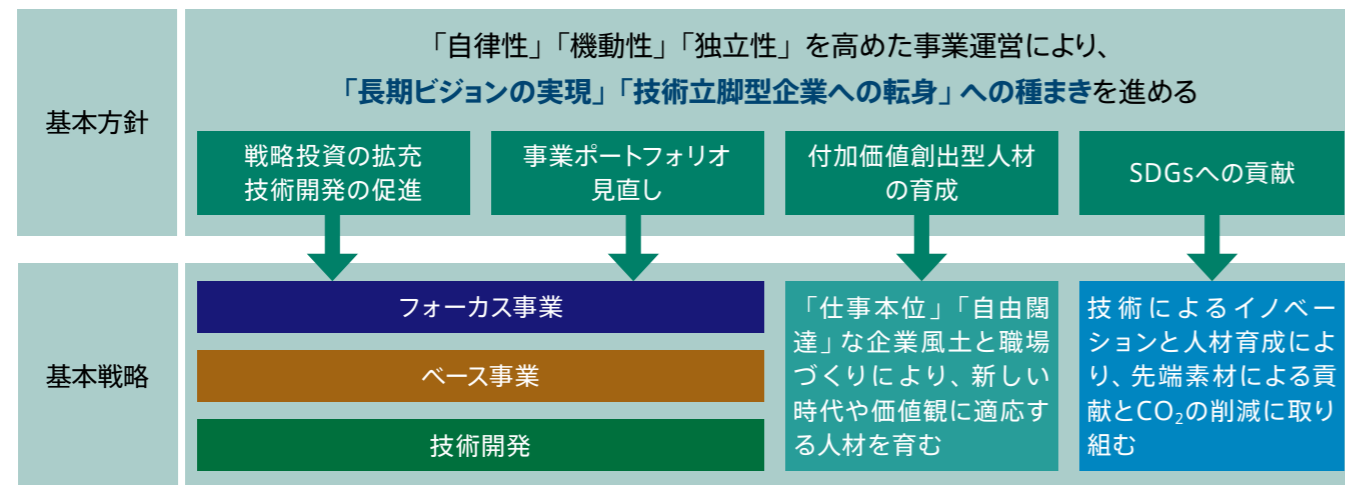 基本方針
「自律性」「機動性」「独立性」を高めた事業運営により、
「長期ビジョンの実現」「技術立脚型企業への転身」への種まきを進める
戦略投資の拡充
技術開発の促進
事業ポートフォリオ
見直し
付加価値創出型人材
の育成
SDGsへの貢献
基本戦略
フォーカス事業
ベース事業
技術開発
「仕事本位」「自由闊
達」な企業風土と職場
づくりにより、新しい
時代や価値観に適応す
る人材を育む
技術によるイノベー
ションと人材育成によ
り、先端素材による貢
献とCO₂の削減に取り
組む